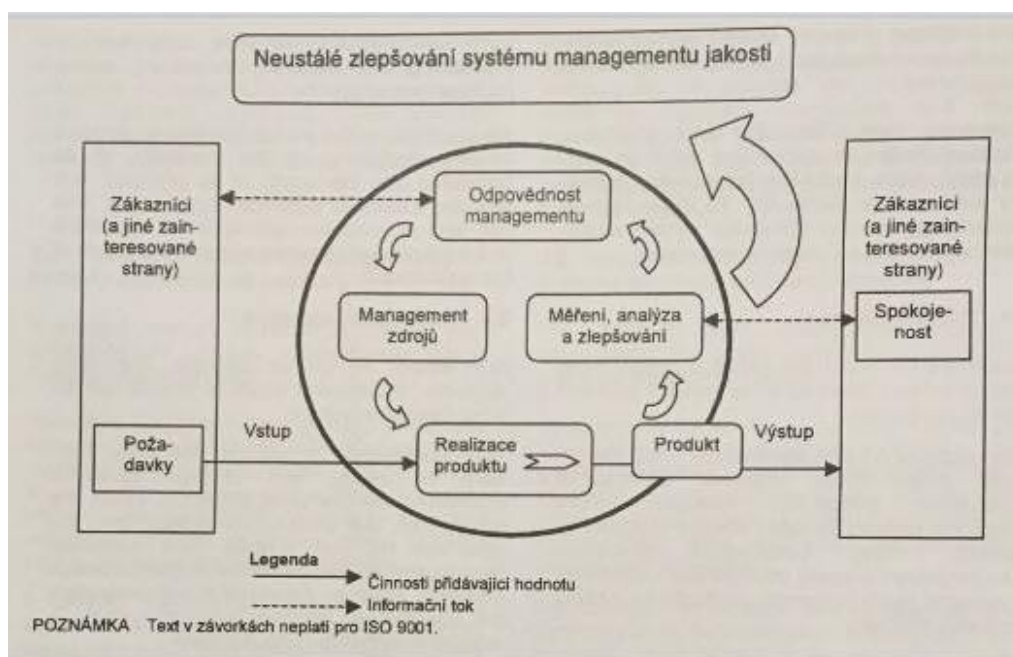 Neustálé zlepšování systému managementu jakosti
Zákazníci
(a jiné zain-
teresované
strany)
Odpovědnost
managementu
Zákazníci
(a jiné zain-
teresované
strany)
Management
zdrojů
Měření, analýza
a zlepšování
Spokoje-
nost
Poža-
davky
Vstup
Realizace
produktu
Produkt
Výstup
Legenda
Činnosti přidávající hodnotu
Informační tok
POZNÁMKA Text v závorkách neplatí pro ISO 9001.